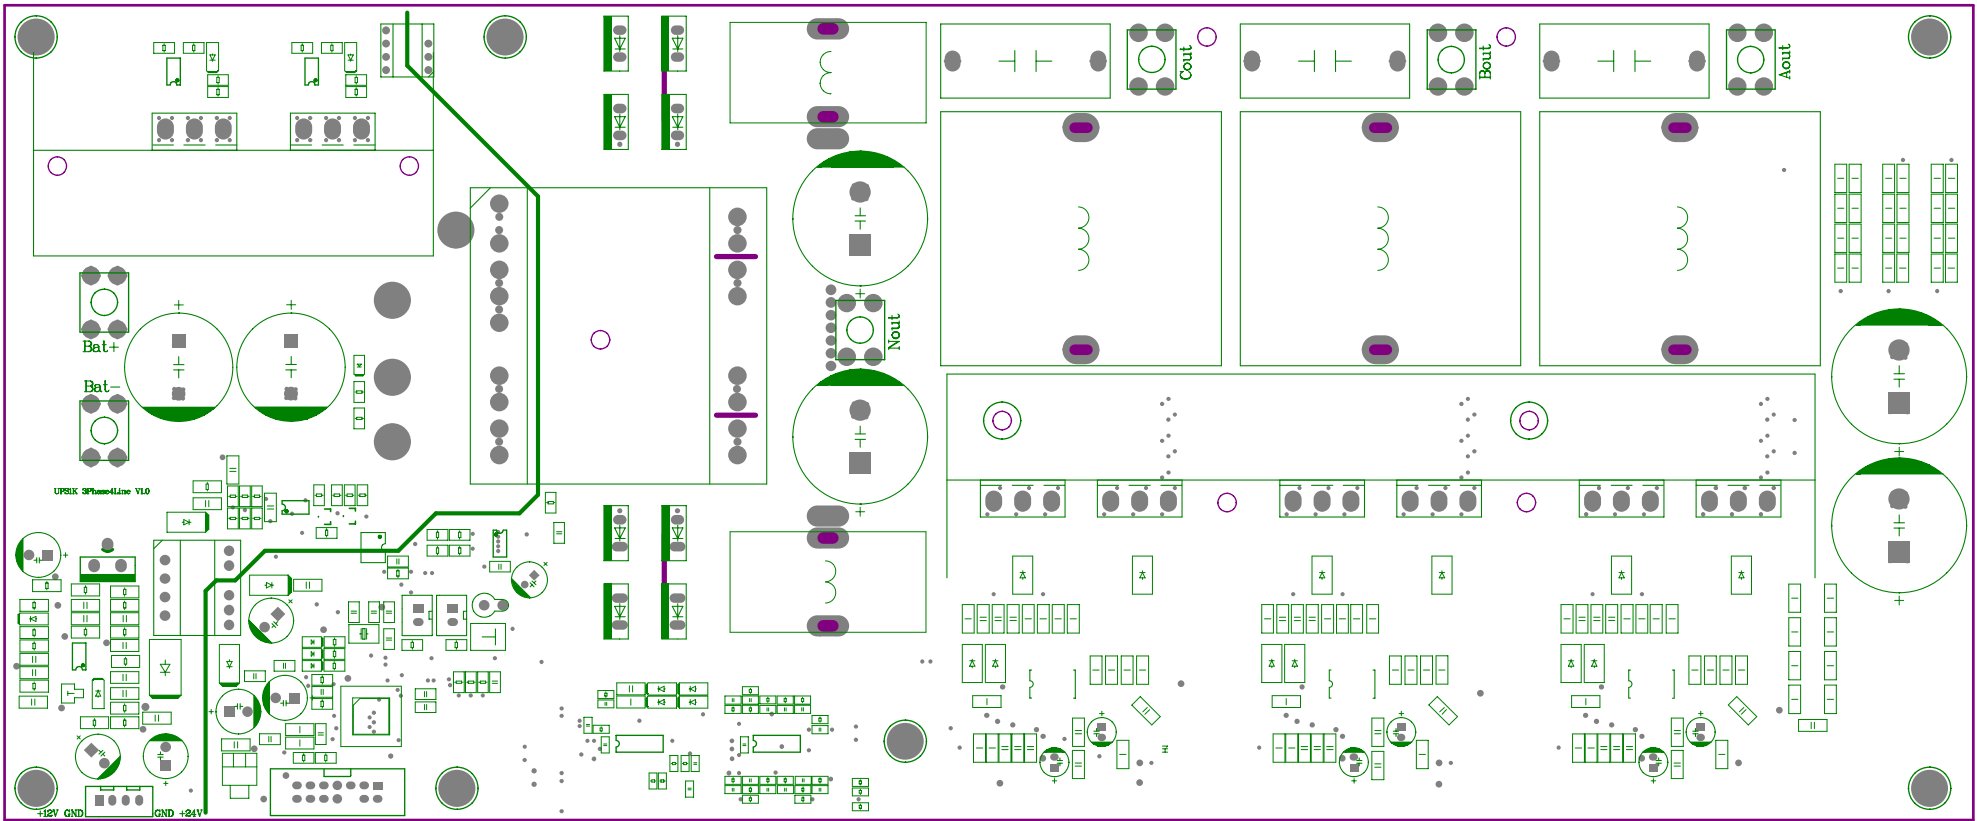 Cout
Bout
Aout
Bat+
Bat-
Nout
UPS1K 3Phase4Line V1.0
+12V GND
GND +24V